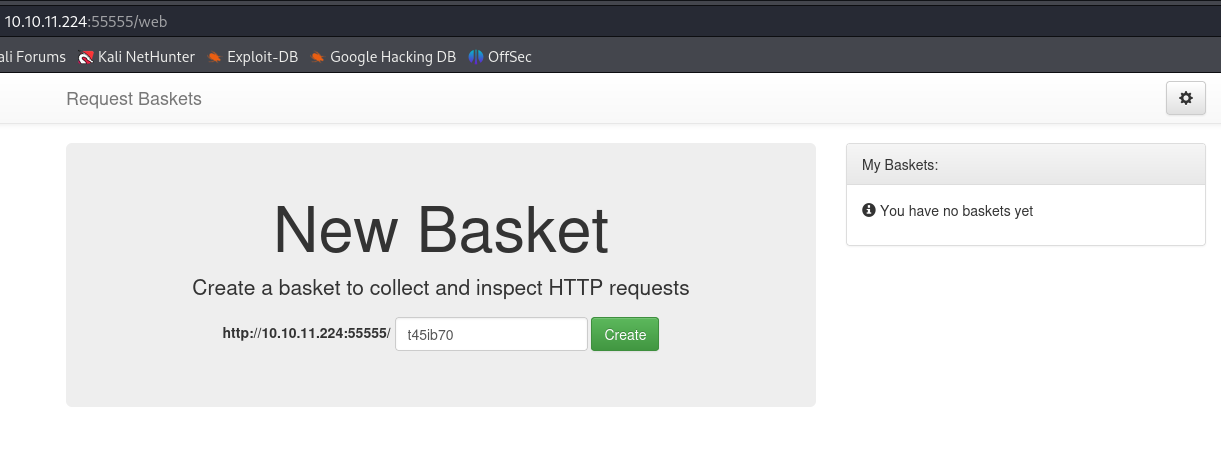 10.10.11.224:55555/web
ali Forums Kali NetHunter Exploit-DB Google Hacking DB OffSec
Request Baskets
New Basket
Create a basket to collect and inspect HTTP requests
http://10.10.11.224:55555/ t45ib70 Create
My Baskets:
You have no baskets yet